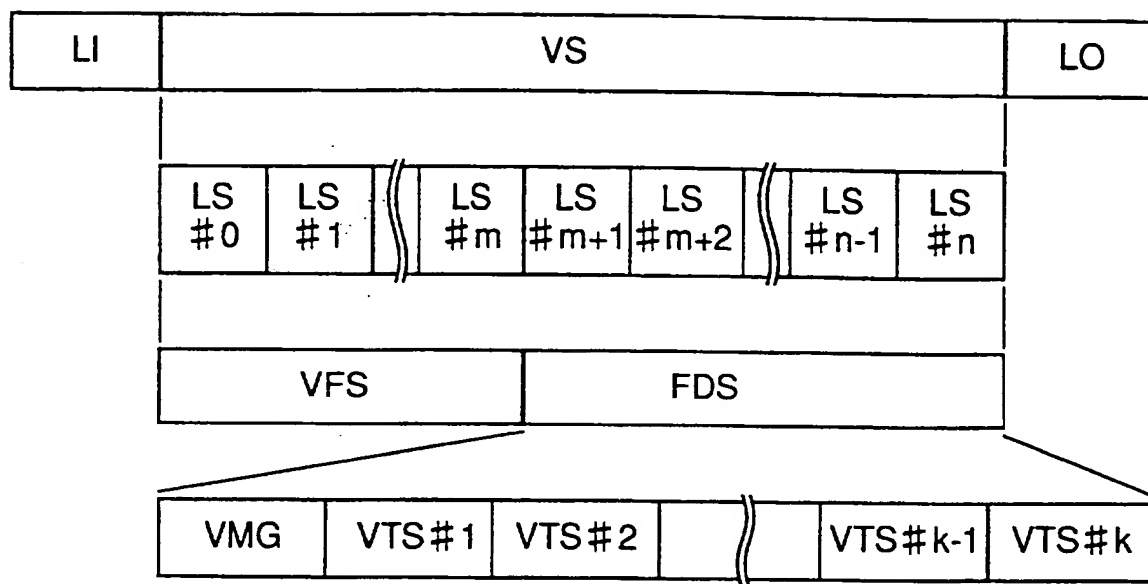 LI VS LO
LS #0 LS #1 LS #m LS #m+1 LS #m+2 LS #n-1 LS #n
VFS FDS
VMG VTS#1 VTS#2 VTS#k-1 VTS#k